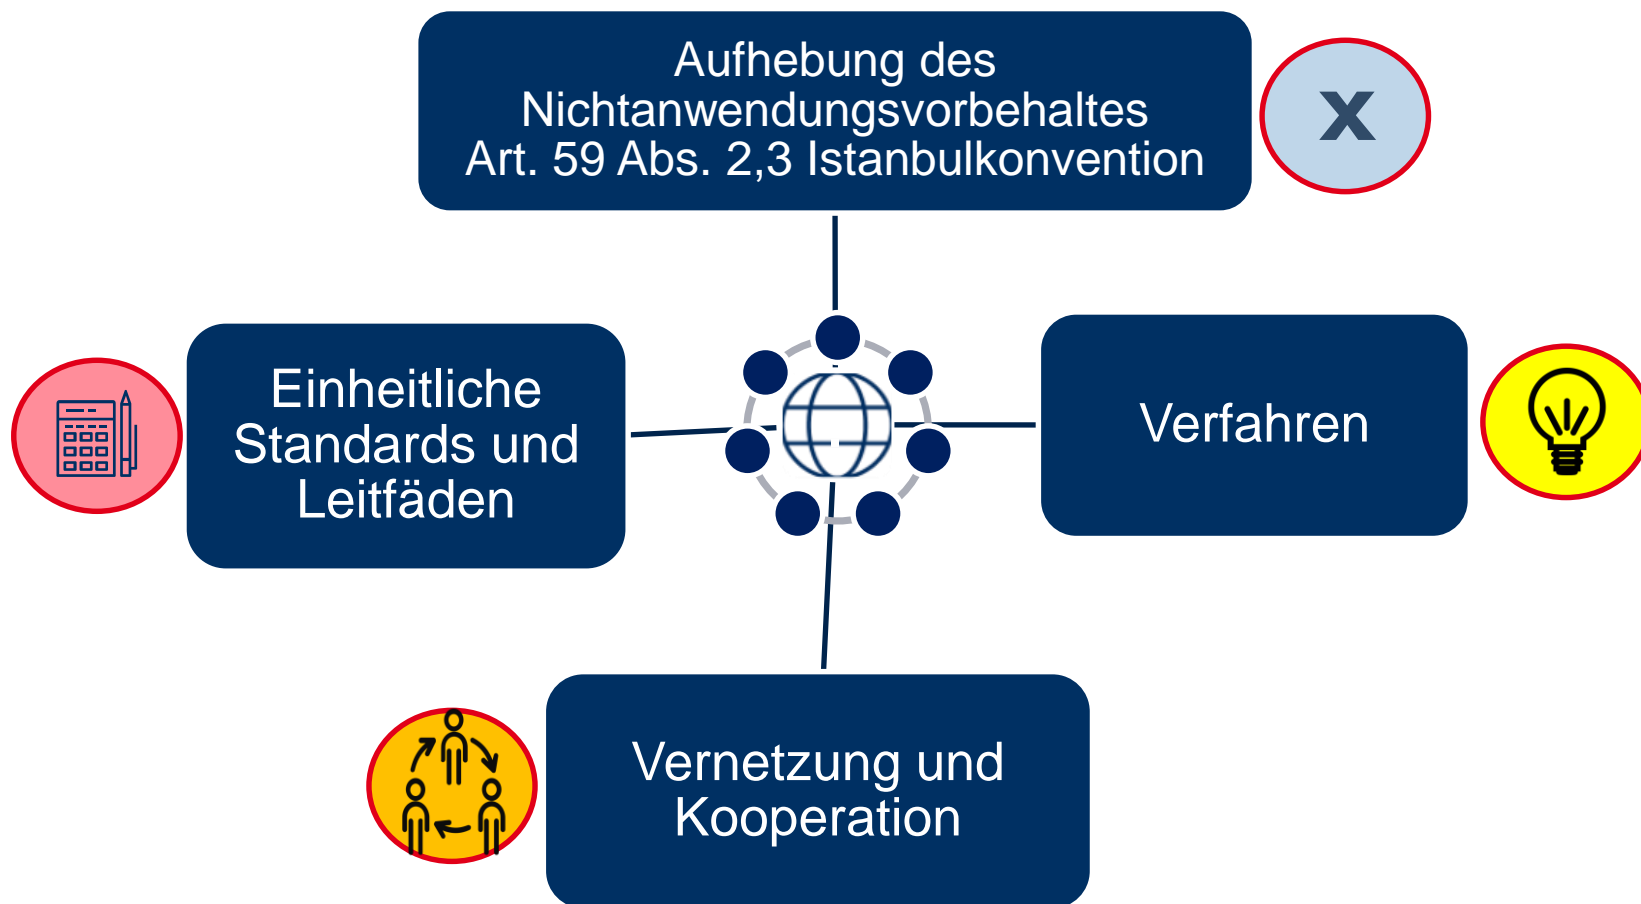 Aufhebung des
Nichtanwendungsvorbehaltes
Art. 59 Abs. 2,3 Istanbulkonvention
x
Einheitliche
Standards und
Leitfäden
Verfahren
Vernetzung und
Kooperation